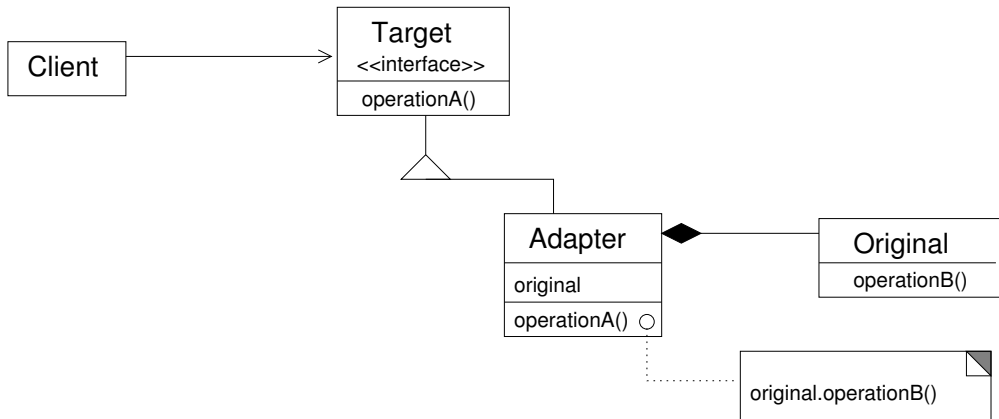 Client
Target
<<interface>>
operationA()
Adapter
original
operationA()
Original
operationB()
original.operationB()